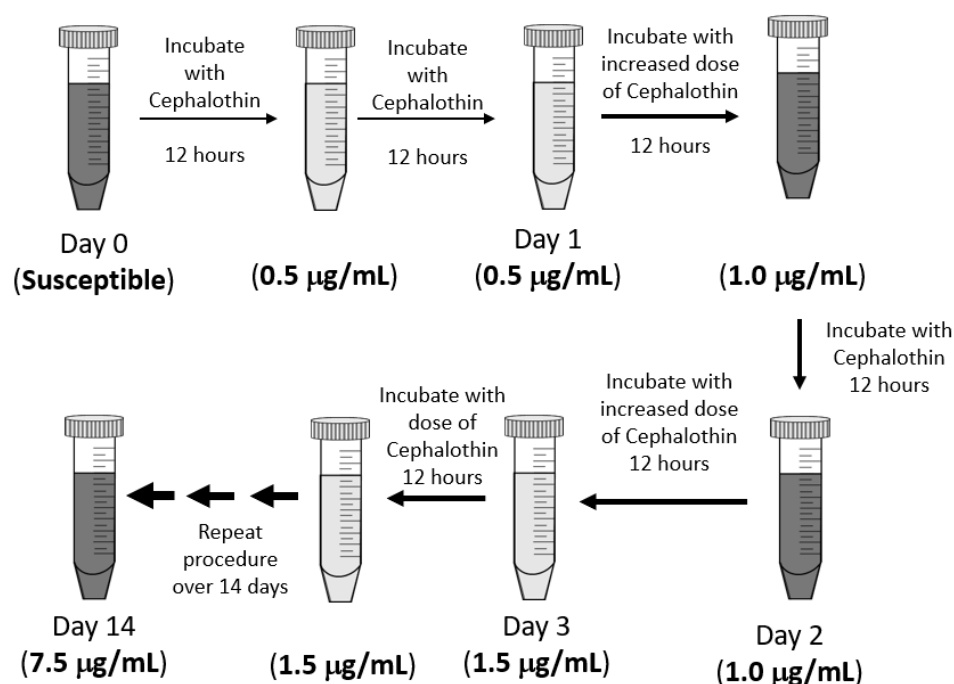 Incubate
with
Cephalothin
12 hours
Incubate
with
Cephalothin
12 hours
Incubate with
increased dose
of Cephalothin
12 hours
Day 0
(Susceptible)
(0.5 μg/mL)
Day 1
(0.5 μg/mL)
(1.0 μg/mL)
Incubate with
Cephalothin
12 hours
Incubate with
increased dose
of Cephalothin
12 hours
Incubate with
dose of
Cephalothin
12 hours
Repeat
procedure
over 14 days
Day 14
(7.5 μg/mL)
(1.5 μg/mL)
Day 3
(1.5 μg/mL)
Day 2
(1.0 μg/mL)